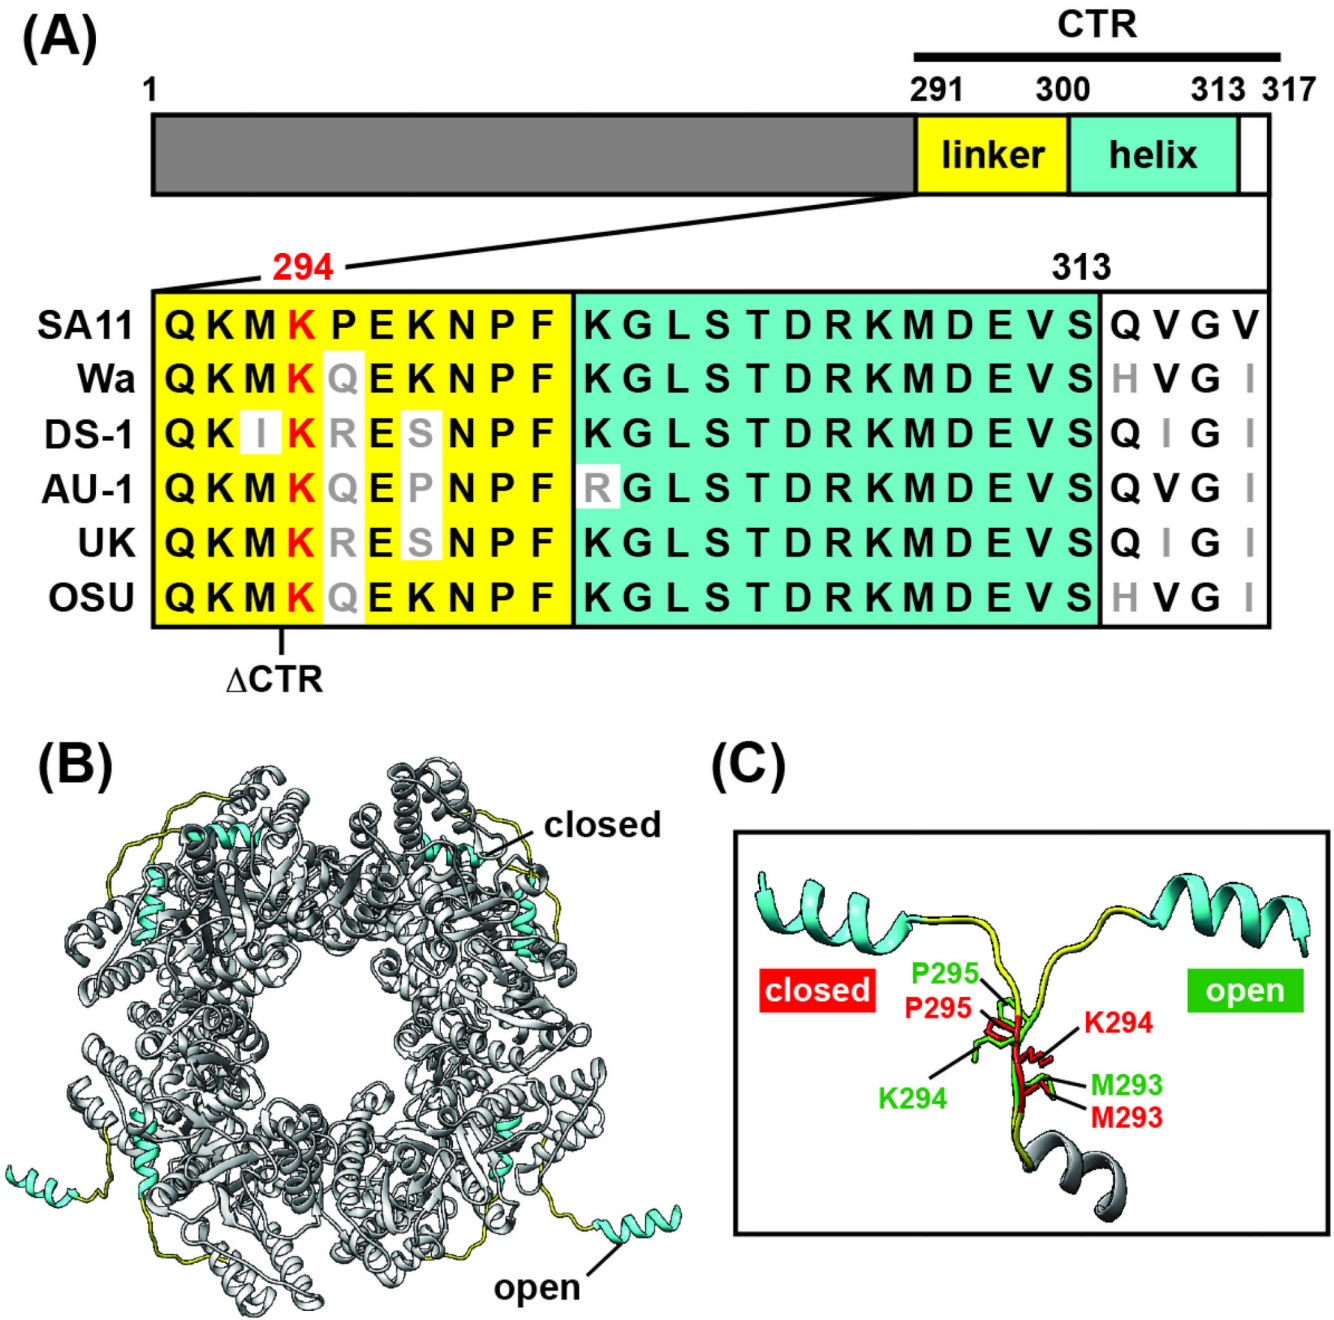 (A)
CTR
1 291 300 313 317
linker helix
294 313
SA11 Q K M K P E K N P F K G L S T D R K M D E V S Q V G V
Wa Q K M K Q E K N P F K G L S T D R K M D E V S H V G I
DS-1 Q K I K R E S N P F K G L S T D R K M D E V S Q I G I
AU-1 Q K M K Q E P N P F R G L S T D R K M D E V S Q V G I
UK Q K M K R E S N P F K G L S T D R K M D E V S Q I G I
OSU Q K M K Q E K N P F K G L S T D R K M D E V S H V G I
ΔCTR
(B)
closed
open
(C)
closed
open
P295
P295
K294
K294
M293
M293